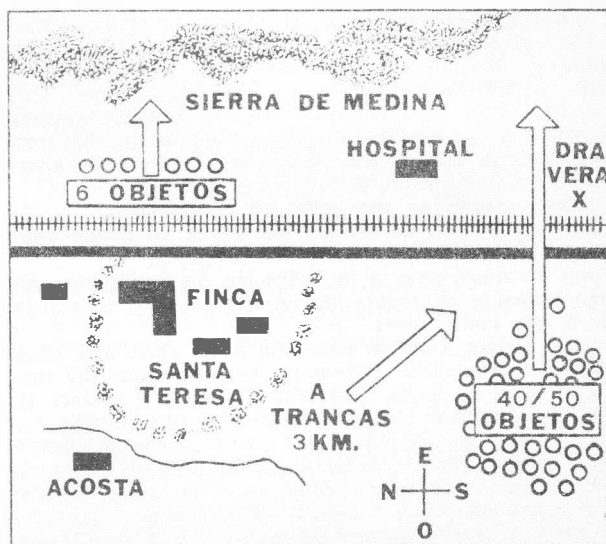 SIERRA DE MEDINA
HOSPITAL
DRA
VERA
X
6 OBJETOS
FINCA
SANTA
TERESA
A
TRANCAS
3 KM.
40/50
OBJETOS
ACOSTA
E
N
S
O